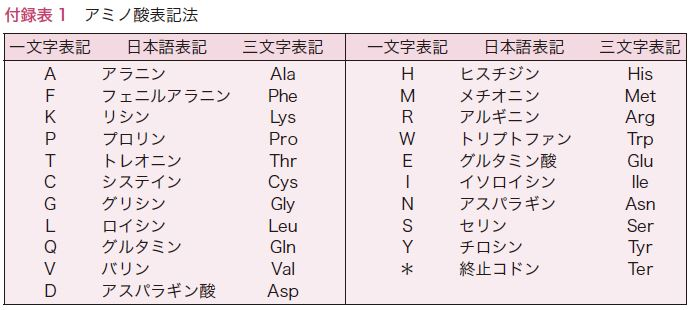 付録表1 アミノ酸表記法
一文字表記 日本語表記 三文字表記 一文字表記 日本語表記 三文字表記
A アラニン Ala H ヒスチジン His
F フェニルアラニン Phe M メチオニン Met
K リシン Lys R アルギニン Arg
P プロリン Pro W トリプトファン Trp
T トレオニン Thr E グルタミン酸 Glu
C システイン Cys I イソロイシン Ile
G グリシン Gly N アスパラギン Asn
L ロイシン Leu S セリン Ser
Q グルタミン Gln Y チロシン Tyr
V バリン Val ＊ 終止コドン Ter
D アスパラギン酸 Asp